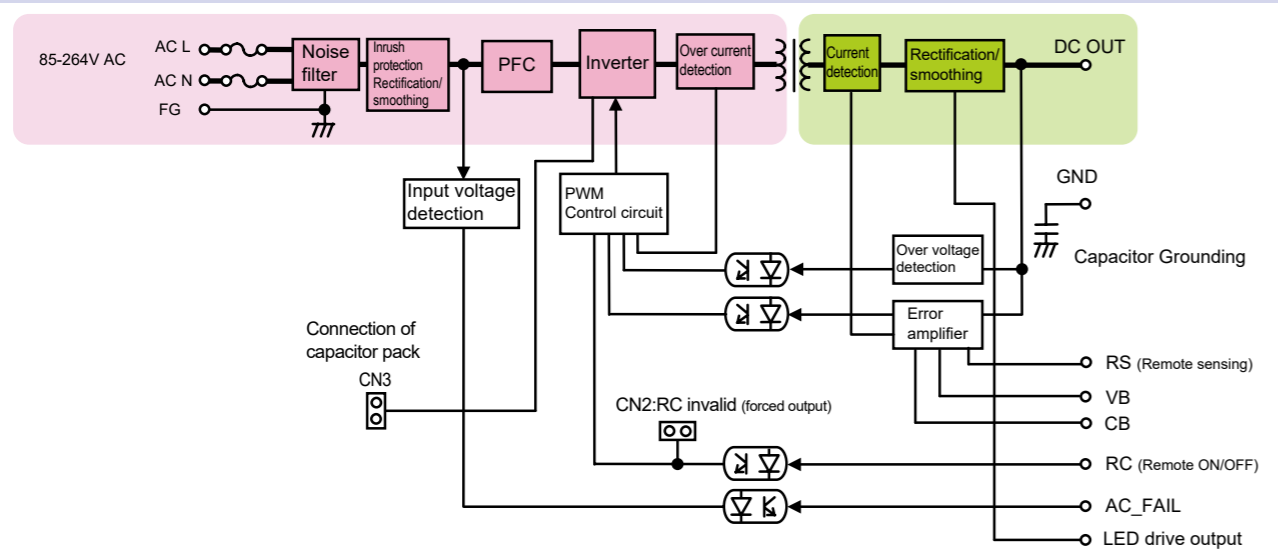 85-264V AC
AC L
AC N
FG
Noise
filter
Inrush
protection
Rectification/
smoothing
PFC
Inverter
Over current
detection
Current
detection
Rectification/
smoothing
DC OUT
Input voltage
detection
PWM
Control circuit
Over voltage
detection
Error
amplifier
GND
Capacitor Grounding
Connection of
capacitor pack
CN3
CN2:RC invalid (forced output)
RS (Remote sensing)
VB
CB
RC (Remote ON/OFF)
AC_FAIL
LED drive output